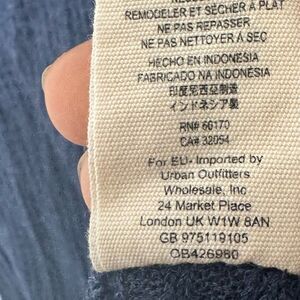 REMODELER ET SÉCHER À PLAT
NE PAS REPASSER
NE PAS NETTOYER À SEC
HECHO EN INDONESIA
FABRICADO NA INDONÉSIA
印度尼西亚制造
インドネシア製
RN# 66170
CA# 32054
For EU- Imported by
Urban Outfitters
Wholesale, Inc
24 Market Place
London UK W1W 8AN
GB 975119105
OB426980